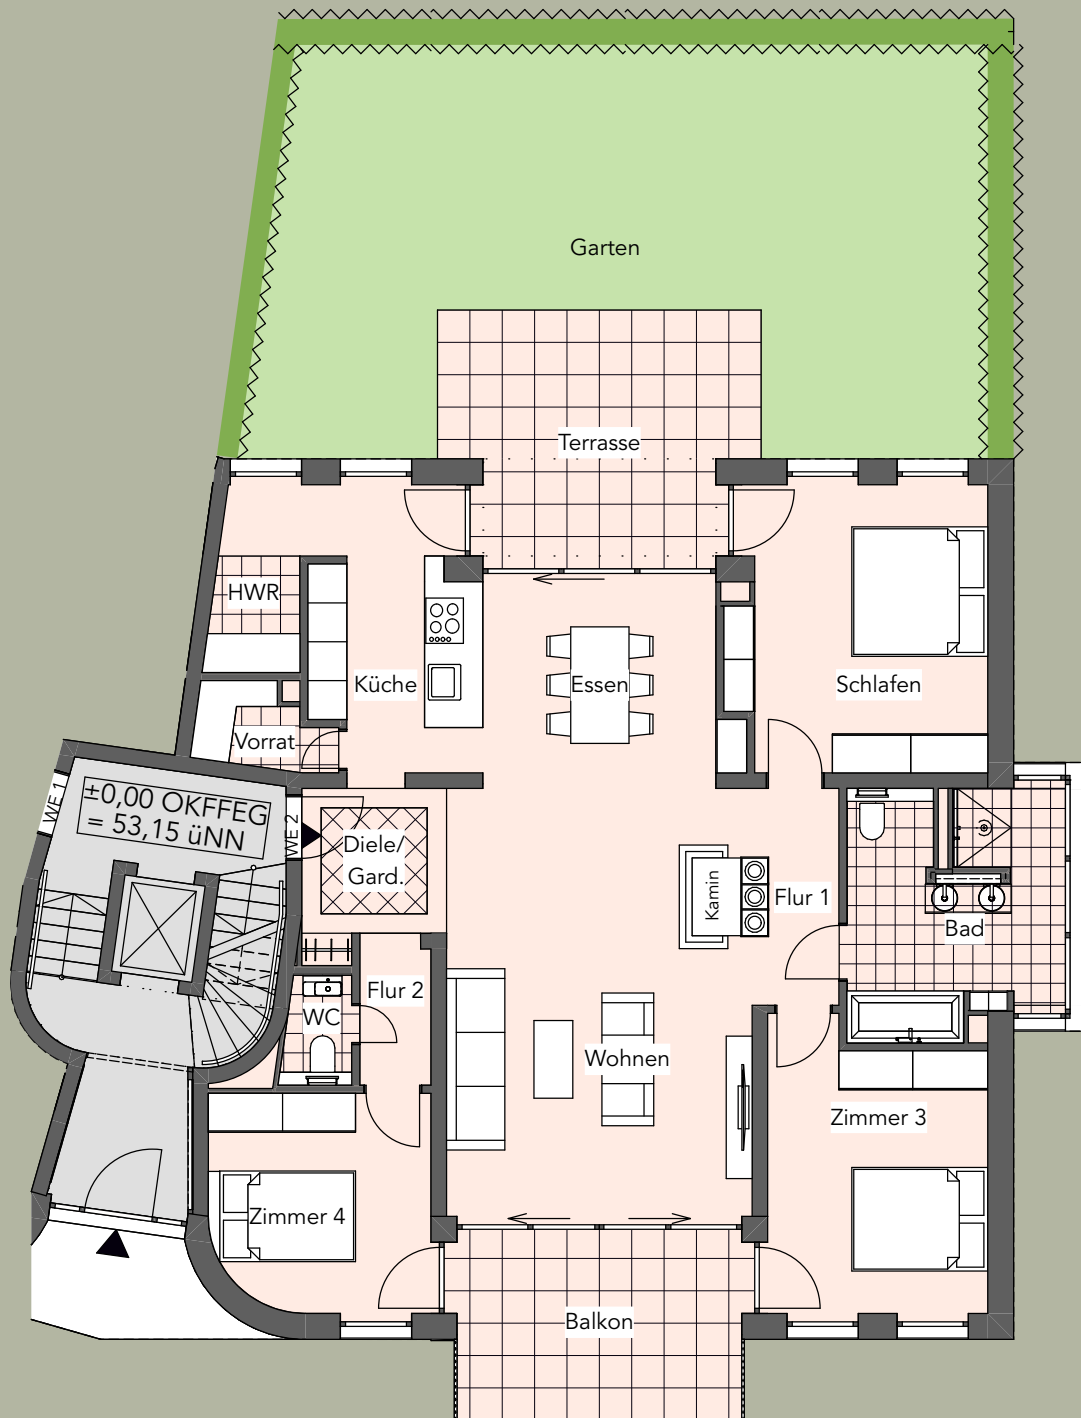 Garten
Terrasse
HWR
Küche
Essen
Schlafen
Vorrat
WE 1
±0,00 OKFFEG
= 53,15 üNN
WE 2
Diele/
Gard.
Kamin
Flur 1
Bad
Flur 2
WC
Wohnen
Zimmer 3
Zimmer 4
Balkon